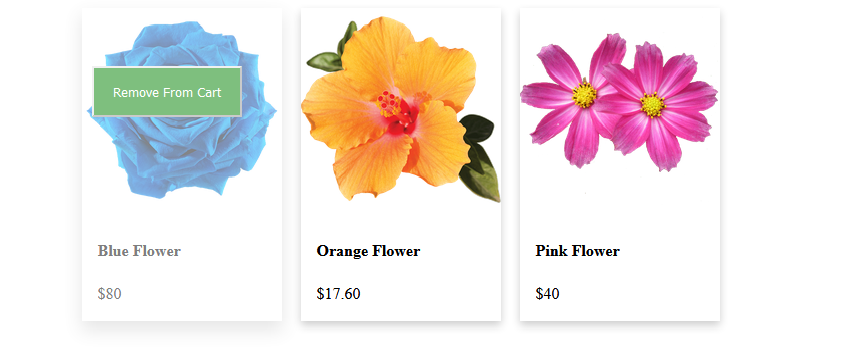 Remove From Cart
Blue Flower
$80
Orange Flower
$17.60
Pink Flower
$40